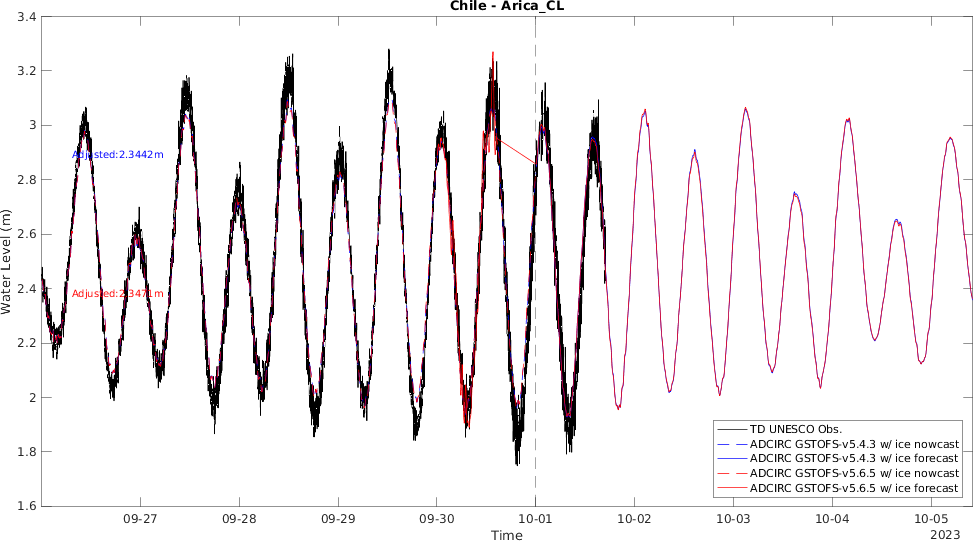 Chile - Arica_CL
3.4
3.2
3
2.8
2.6
2.4
2.2
2
1.8
1.6
Water Level (m)
Adjusted:2.3442m
Adjusted:2.3471m
TD UNESCO Obs.
ADCIRC GSTOFS-v5.4.3 w/ ice nowcast
ADCIRC GSTOFS-v5.4.3 w/ ice forecast
ADCIRC GSTOFS-v5.6.5 w/ ice nowcast
ADCIRC GSTOFS-v5.6.5 w/ ice forecast
09-27 09-28 09-29 09-30 10-01 10-02 10-03 10-04 10-05
Time
2023